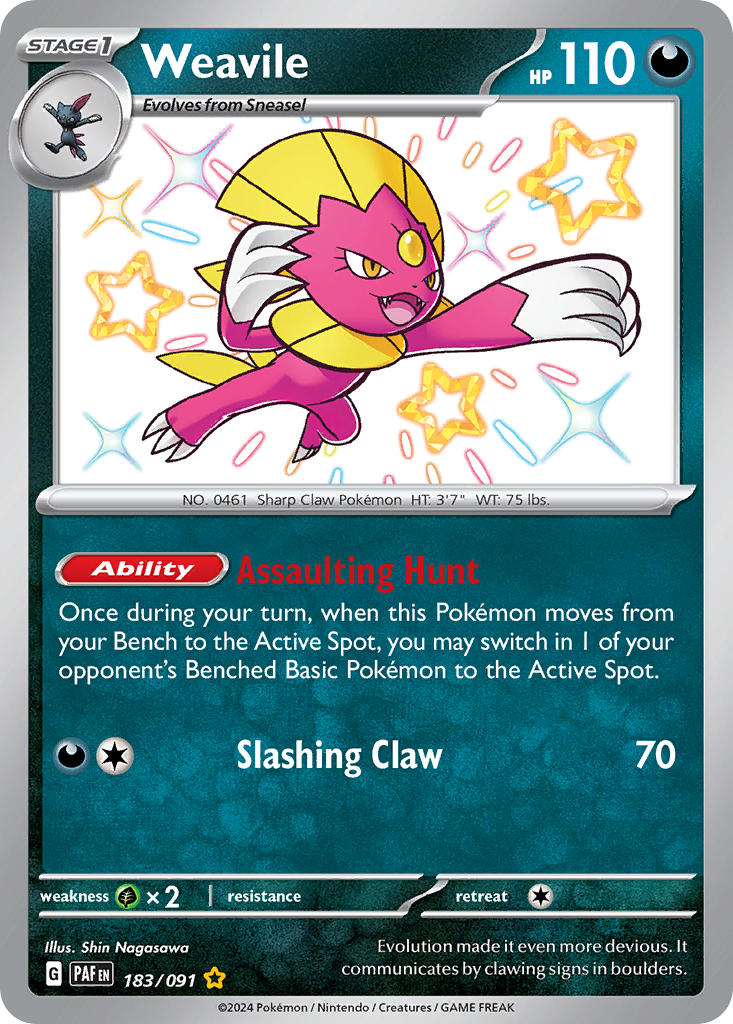 STAGE 1
Weavile
HP 110
Evolves from Sneasel
NO. 0461 Sharp Claw Pokémon HT: 3'7" WT: 75 lbs.
Ability Assaulting Hunt
Once during your turn, when this Pokémon moves from
your Bench to the Active Spot, you may switch in 1 of your
opponent's Benched Basic Pokémon to the Active Spot.
Slashing Claw 70
weakness ×2 resistance retreat
Illus. Shin Nagasawa
G PAF EN 183/091
Evolution made it even more devious. It
communicates by clawing signs in boulders.
©2024 Pokémon / Nintendo / Creatures / GAME FREAK